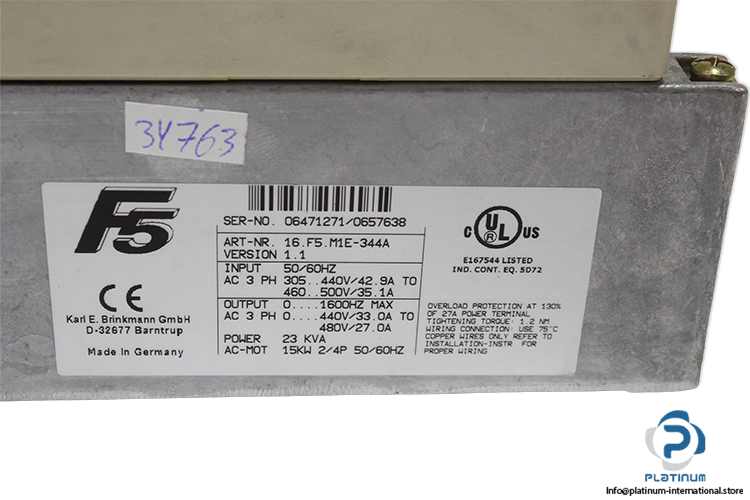 34763
F5
SER-NO. 06471271/0657638
ART-NR. 16.F5.M1E-344A
VERSION 1.1
INPUT 50/60HZ
AC 3 PH 305..440V/42.9A TO
460..500V/35.1A
OUTPUT 0....1600HZ MAX
AC 3 PH 0....440V/33.0A TO
480V/27.0A
POWER 23 KVA
AC-MOT 15KW 2/4P 50/60HZ
CE
Karl E. Brinkmann GmbH
D-32677 Barntrup
Made in Germany
C UL US
E167544 LISTED
IND. CONT. EQ. 5D72
OVERLOAD PROTECTION AT 130%
OF 27A POWER TERMINAL
TIGHTENING TORQUE: 1.2 NM
WIRING CONNECTION: USE 75°C
COPPER WIRES ONLY REFER TO
INSTALLATION-INSTR FOR
PROPER WIRING
PLATINUM
Info@platinum-international.store